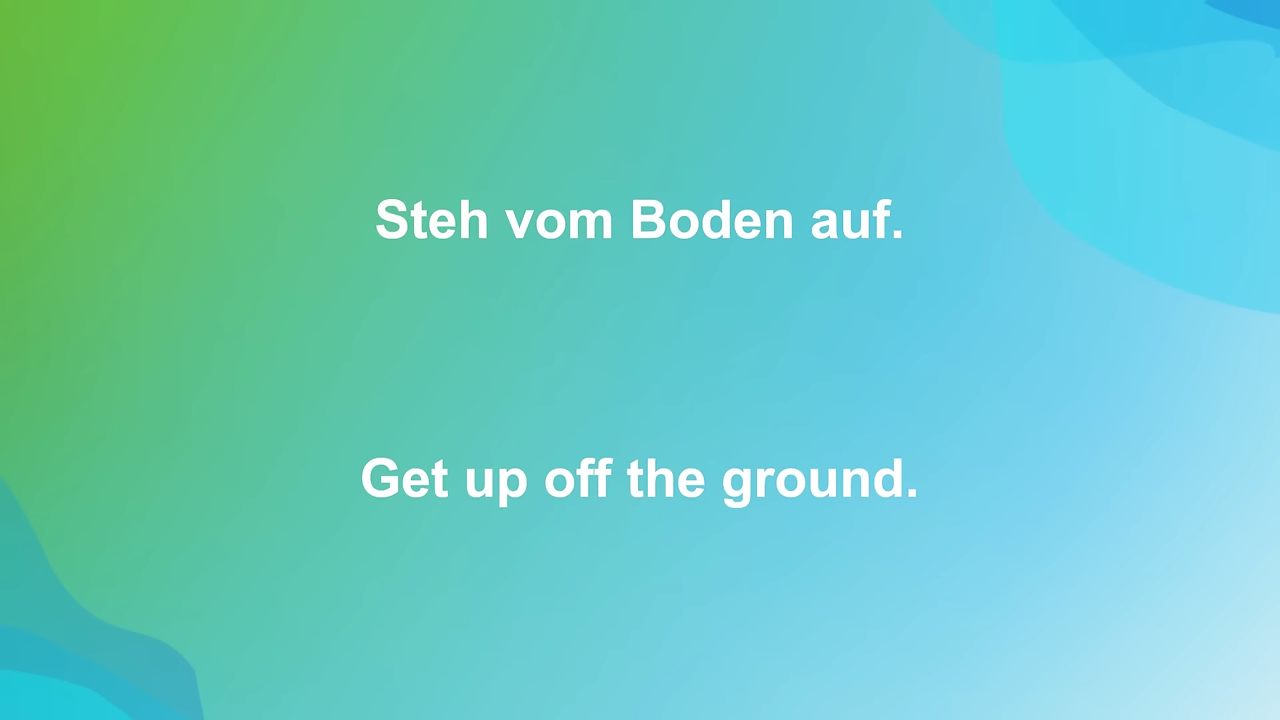 Steh vom Boden auf.
Get up off the ground.